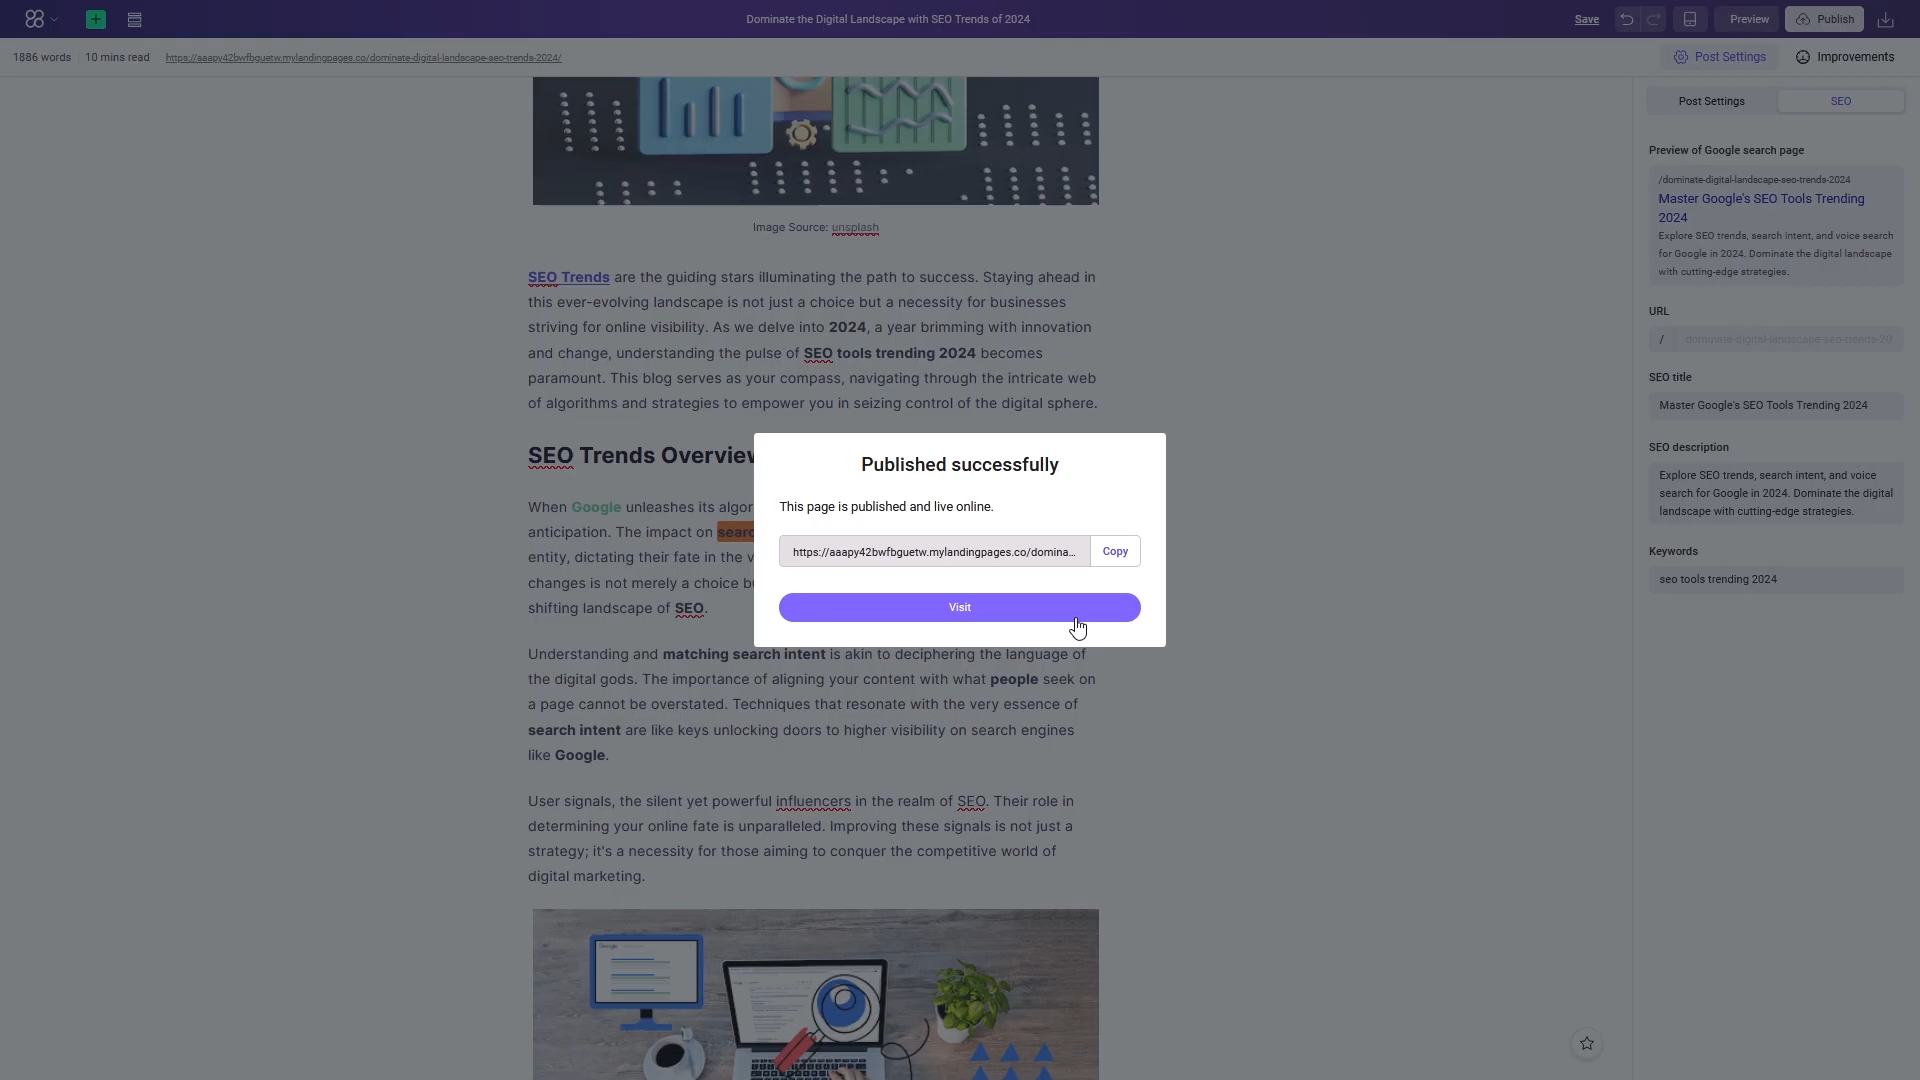 Dominate the Digital Landscape with SEO Trends of 2024
Save
Preview
Publish
1886 words
10 mins read
https://aaapy42bwfbguetw.mylandingpages.co/dominate-digital-landscape-seo-trends-2024/
Post Settings
Improvements
Image Source: unsplash
SEO Trends are the guiding stars illuminating the path to success. Staying ahead in
this ever-evolving landscape is not just a choice but a necessity for businesses
striving for online visibility. As we delve into 2024, a year brimming with innovation
and change, understanding the pulse of SEO tools trending 2024 becomes
paramount. This blog serves as your compass, navigating through the intricate web
of algorithms and strategies to empower you in seizing control of the digital sphere.
SEO Trends Overview
When Google unleashes its algor
anticipation. The impact on searc
entity, dictating their fate in the v
changes is not merely a choice bu
shifting landscape of SEO.
Understanding and matching search intent is akin to deciphering the language of
the digital gods. The importance of aligning your content with what people seek on
a page cannot be overstated. Techniques that resonate with the very essence of
search intent are like keys unlocking doors to higher visibility on search engines
like Google.
User signals, the silent yet powerful influencers in the realm of SEO. Their role in
determining your online fate is unparalleled. Improving these signals is not just a
strategy; it's a necessity for those aiming to conquer the competitive world of
digital marketing.
Google
Published successfully
This page is published and live online.
https://aaapy42bwfbguetw.mylandingpages.co/domina...
Copy
Visit
Post Settings
SEO
Preview of Google search page
/dominate-digital-landscape-seo-trends-2024
Master Google's SEO Tools Trending
2024
Explore SEO trends, search intent, and voice search
for Google in 2024. Dominate the digital landscape
with cutting-edge strategies.
URL
/ dominate-digital-landscape-seo-trends-20
SEO title
Master Google's SEO Tools Trending 2024
SEO description
Explore SEO trends, search intent, and voice
search for Google in 2024. Dominate the digital
landscape with cutting-edge strategies.
Keywords
seo tools trending 2024